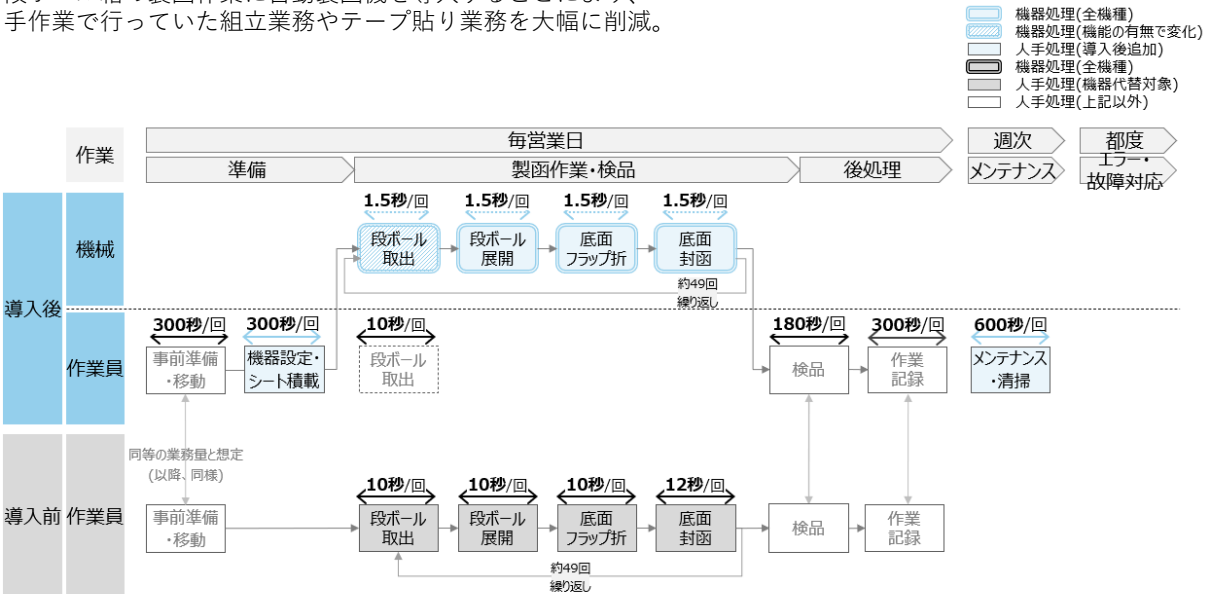 手作業で行っていた組立業務やテープ貼り業務を大幅に削減。
機器処理(全機種)
機器処理(機能の有無で変化)
人手処理(導入後追加)
機器処理(全機種)
人手処理(機器代替対象)
人手処理(上記以外)
作業
毎営業日
週次
都度
準備
製函作業・検品
後処理
メンテナンス
エラー・
故障対応
導入後
機械
1.5秒/回
1.5秒/回
1.5秒/回
1.5秒/回
段ボール
取出
段ボール
展開
底面
フラップ折
底面
封函
約49回
繰り返し
作業員
300秒/回
300秒/回
10秒/回
180秒/回
300秒/回
600秒/回
事前準備
・移動
機器設定・
シート積載
段ボール
取出
検品
作業
記録
メンテナンス
・清掃
同等の業務量と想定
(以降、同様)
導入前
作業員
10秒/回
10秒/回
10秒/回
12秒/回
事前準備
・移動
段ボール
取出
段ボール
展開
底面
フラップ折
底面
封函
検品
作業
記録
約49回
繰り返し